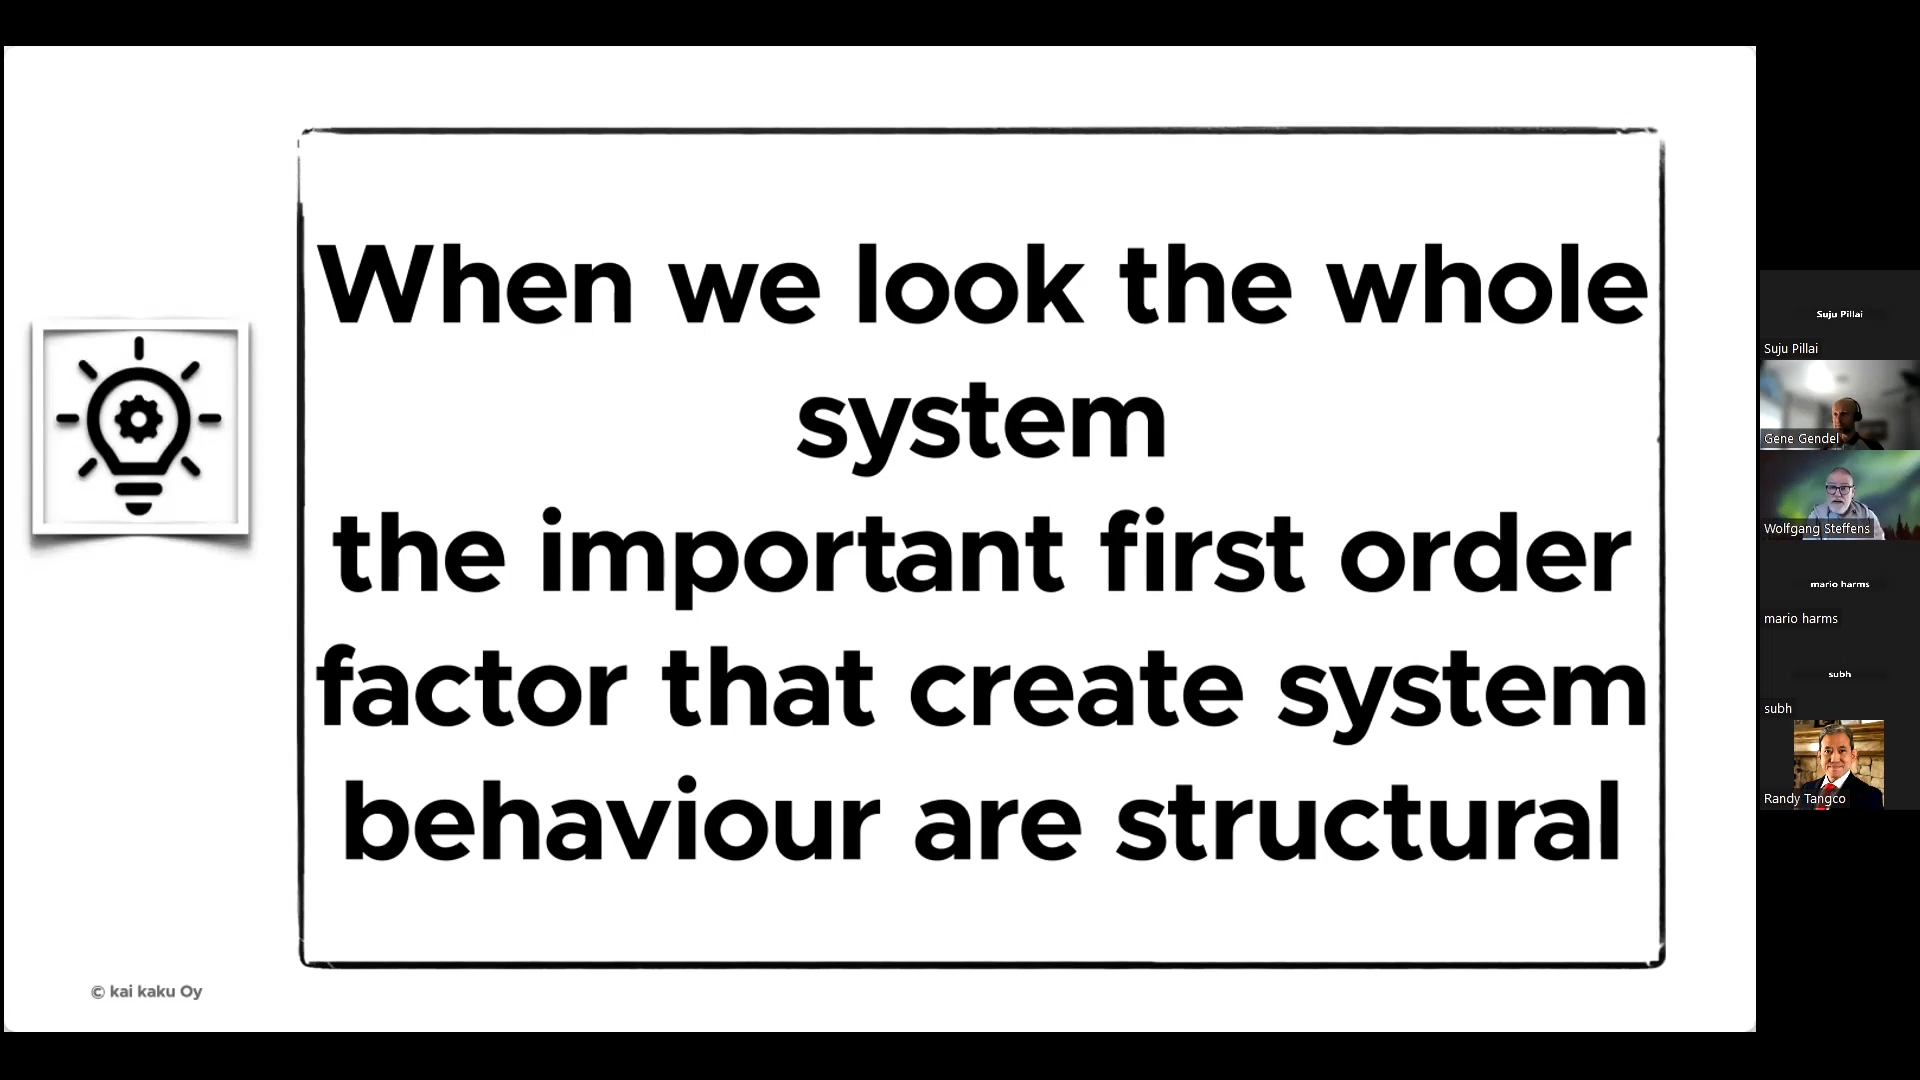 When we look the whole
system
the important first order
factor that create system
behaviour are structural
© kai kaku Oy
Suju Pillai
Suju Pillai
Gene Gendel
Wolfgang Steffens
mario harms
mario harms
subh
subh
Randy Tangco